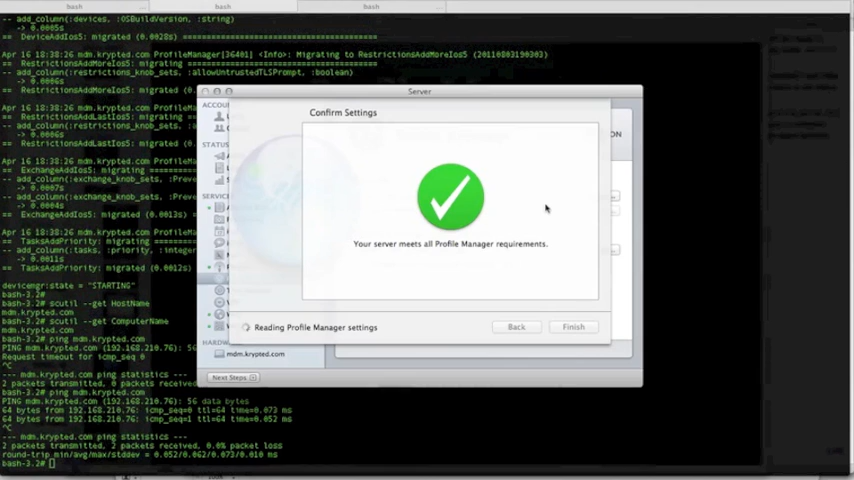 bash
bash
bash
-- add_column(:devices, :OSBuildVersion, :string)
-> 0.0005s
== DeviceAddIos5: migrated (0.0028s) ======================================
Apr 16 18:38:26 mdm.krypted.com ProfileManager[36401] <Info>: Migrating to RestrictionsAddMoreIos5 (20110803190303)
== RestrictionsAddMoreIos5: migrating =====================================
-- add_column(:restrictions_knob_sets, :allowUntrustedTLSPrompt, :boolean)
-> 0.0006s
== RestrictionsAddMoreIos5: migrated
Apr 16 18:38:26 mdm.krypted.com
== RestrictionsAddLastIos5: mi
-- add_column(:restrictions_kno
-> 0.0006s
== RestrictionsAddLastIos5: mi
Apr 16 18:38:26 mdm.krypted.com
== ExchangeAddIos5: migrating
-- add_column(:exchange_knob_s
-> 0.0007s
-- add_column(:exchange_knob_sets, :Preve
-> 0.0004s
== ExchangeAddIos5: migrated (0.0013s) ===
Apr 16 18:38:26 mdm.krypted.com
== TasksAddPriority: migrating
-- add_column(:tasks, :priority, :integer
-> 0.0011s
== TasksAddPriority: migrated (0.0012s) ==
devicemgr:state = "STARTING"
bash-3.2#
bash-3.2# scutil --get HostName
mdm.krypted.com
bash-3.2# scutil --get ComputerName
mdm.krypted.com
bash-3.2# ping mdm.krypted.com
PING mdm.krypted.com (192.168.210.76): 56
Request timeout for icmp_seq 0
^C
--- mdm.krypted.com ping statistics ---
2 packets transmitted, 0 packets received
bash-3.2# ping mdm.krypted.com
PING mdm.krypted.com (192.168.210.76): 56 data bytes
64 bytes from 192.168.210.76: icmp_seq=0 ttl=64 time=0.073 ms
64 bytes from 192.168.210.76: icmp_seq=1 ttl=64 time=0.052 ms
^C
--- mdm.krypted.com ping statistics ---
2 packets transmitted, 2 packets received, 0.0% packet loss
round-trip min/avg/max/stddev = 0.052/0.062/0.073/0.010 ms
bash-3.2#
Server
ACCOU
STATUS
SERVIC
HARDW
mdm.krypted.com
Next Steps
ON
Confirm Settings
Your server meets all Profile Manager requirements.
Reading Profile Manager settings
Back
Finish